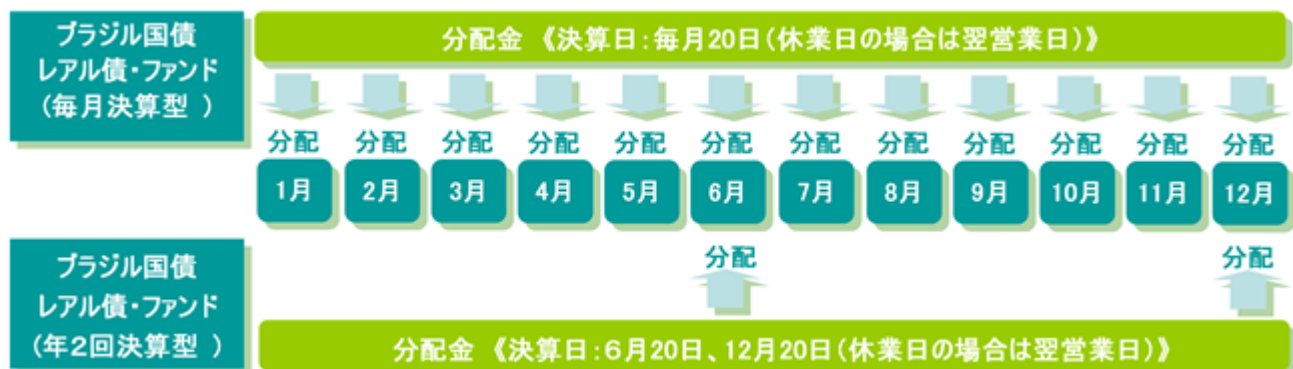 ブラジル国債
レアル債・ファンド
(毎月決算型 )
分配金 《決算日:毎月20日(休業日の場合は翌営業日)》
分配 分配 分配 分配 分配 分配 分配 分配 分配 分配 分配 分配
1月 2月 3月 4月 5月 6月 7月 8月 9月 10月 11月 12月
分配 分配
ブラジル国債
レアル債・ファンド
(年2回決算型 )
分配金 《決算日:6月20日、12月20日(休業日の場合は翌営業日)》